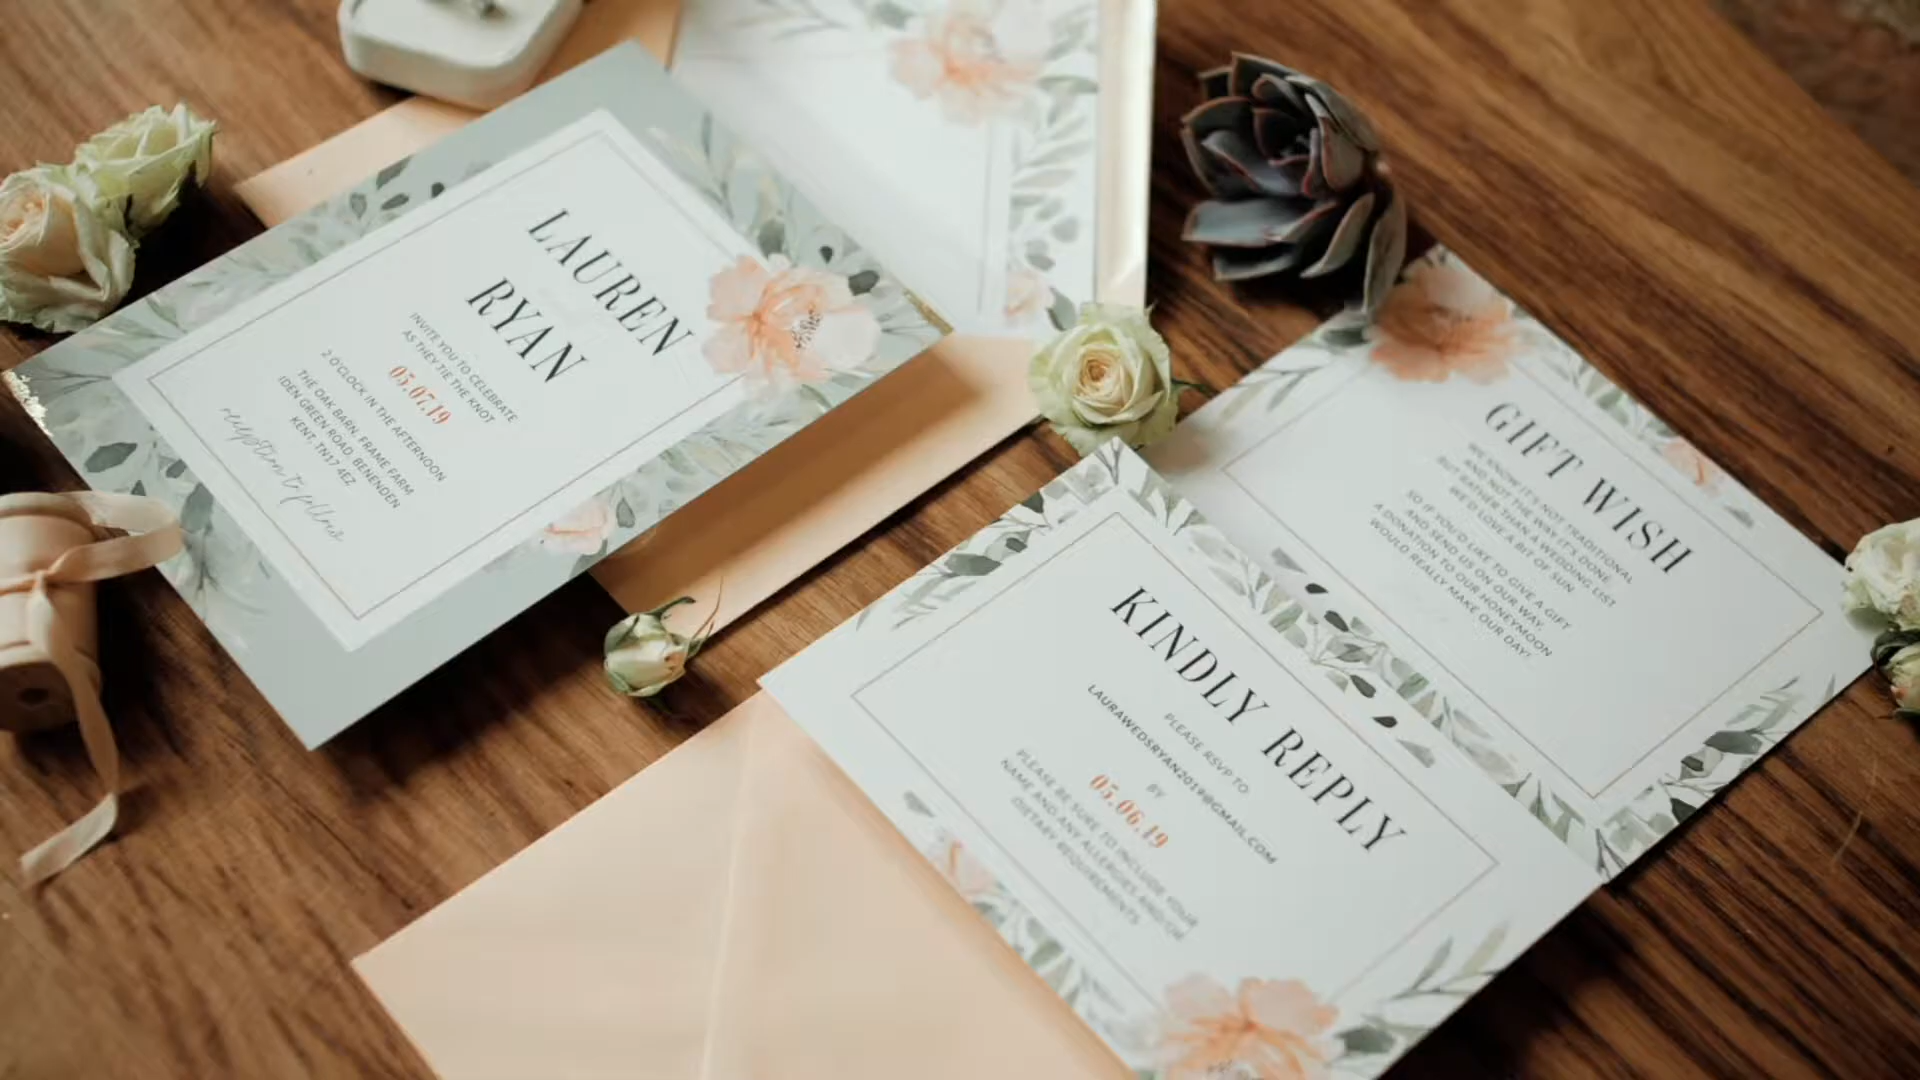 LAUREN
RYAN
INVITE YOU TO CELEBRATE
AS THEY TIE THE KNOT
05.07.19
2 O'CLOCK IN THE AFTERNOON
THE OAK BARN, FRAME FARM
IDEN GREEN ROAD, BENENDEN
KENT, TN17 4EZ
reception to follow
GIFT WISH
WE KNOW IT'S NOT TRADITIONAL
AND NOT THE WAY IT'S DONE
BUT RATHER THAN A WEDDING LIST
WE'D LOVE A BIT OF SUN
SO IF YOU'D LIKE TO GIVE A GIFT
AND SEND US ON OUR WAY,
A DONATION TO OUR HONEYMOON
WOULD REALLY MAKE OUR DAY!
KINDLY REPLY
PLEASE RSVP TO
LAURAWEDSRYAN2019@GMAIL.COM
BY
05.06.19
PLEASE BE SURE TO INCLUDE YOUR
NAME AND ANY ALLERGIES AND/OR
DIETARY REQUIREMENTS